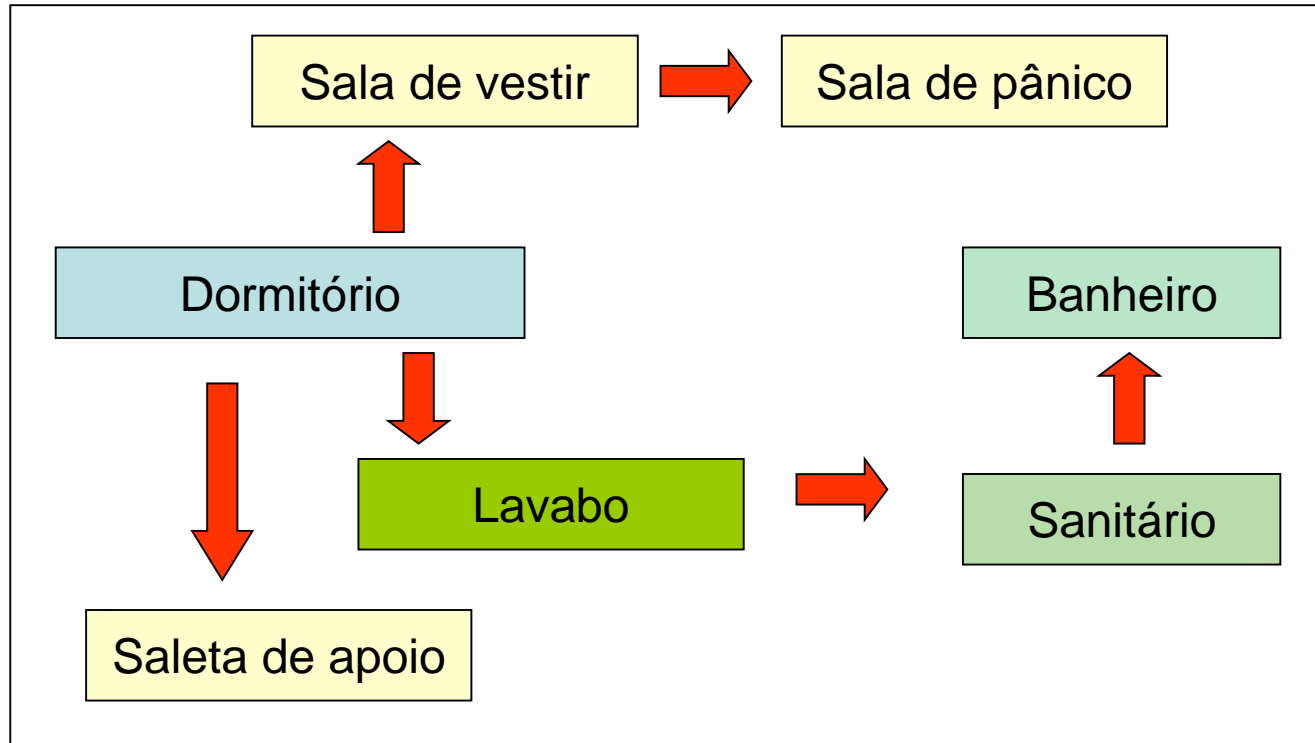 Sala de vestir
Sala de pânico
Dormitório
Banheiro
Lavabo
Sanitário
Saleta de apoio